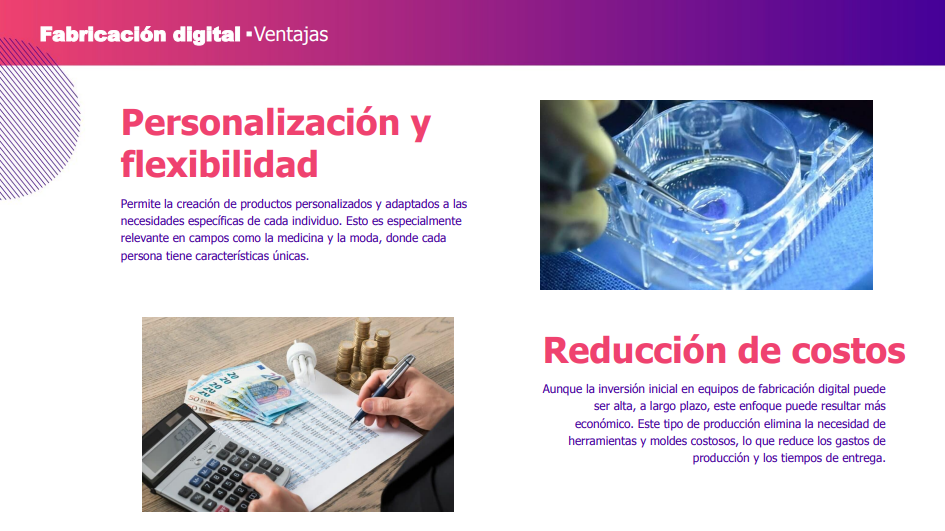 Fabricación digital ▪Ventajas
Personalización y
flexibilidad
Permite la creación de productos personalizados y adaptados a las
necesidades específicas de cada individuo. Esto es especialmente
relevante en campos como la medicina y la moda, donde cada
persona tiene características únicas.
Reducción de costos
Aunque la inversión inicial en equipos de fabricación digital puede
ser alta, a largo plazo, este enfoque puede resultar más
económico. Este tipo de producción elimina la necesidad de
herramientas y moldes costosos, lo que reduce los gastos de
producción y los tiempos de entrega.